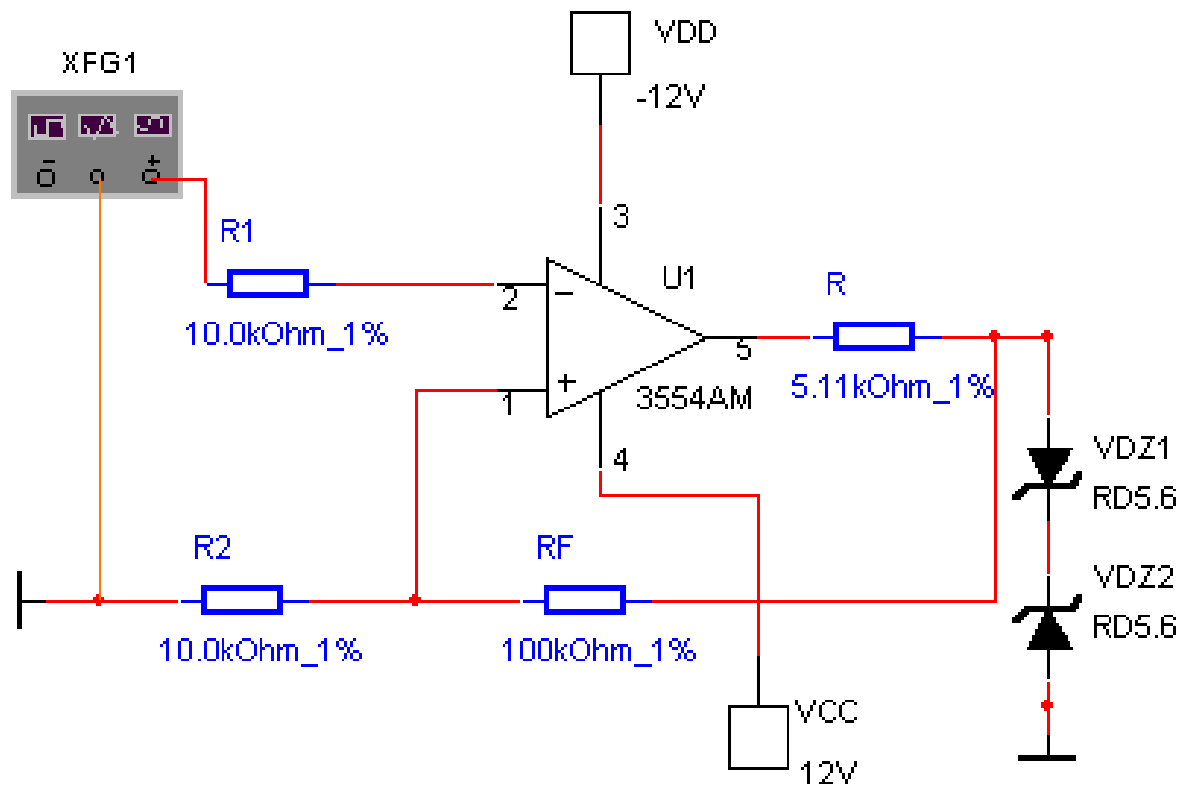 VDD
XFG1
-12V
3
R1
U1
R
2
10.0kOhm_1%
5
1
3554AM
5.11kOhm_1%
4
VDZ1
RD5.6
R2
RF
VDZ2
RD5.6
10.0kOhm_1%
100kOhm_1%
VCC
12V